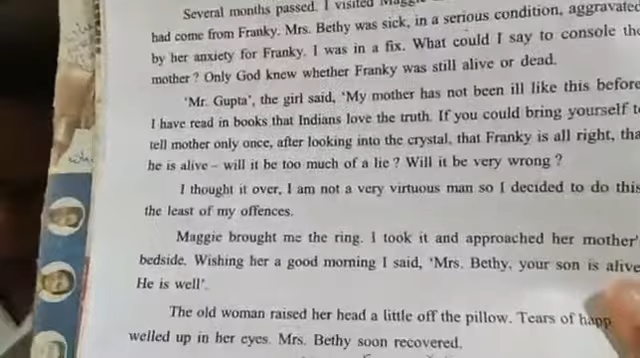 Several months passed. I visited Maggie
had come from Franky. Mrs. Bethy was sick, in a serious condition, aggravated
by her anxiety for Franky. I was in a fix. What could I say to console the
mother ? Only God knew whether Franky was still alive or dead.
'Mr. Gupta', the girl said, 'My mother has not been ill like this before
I have read in books that Indians love the truth. If you could bring yourself t
tell mother only once, after looking into the crystal, that Franky is all right, tha
he is alive – will it be too much of a lie ? Will it be very wrong ?
I thought it over, I am not a very virtuous man so I decided to do this
the least of my offences.
Maggie brought me the ring. I took it and approached her mother'
bedside. Wishing her a good morning I said, 'Mrs. Bethy, your son is alive
He is well'.
The old woman raised her head a little off the pillow. Tears of happ
welled up in her eyes. Mrs. Bethy soon recovered.